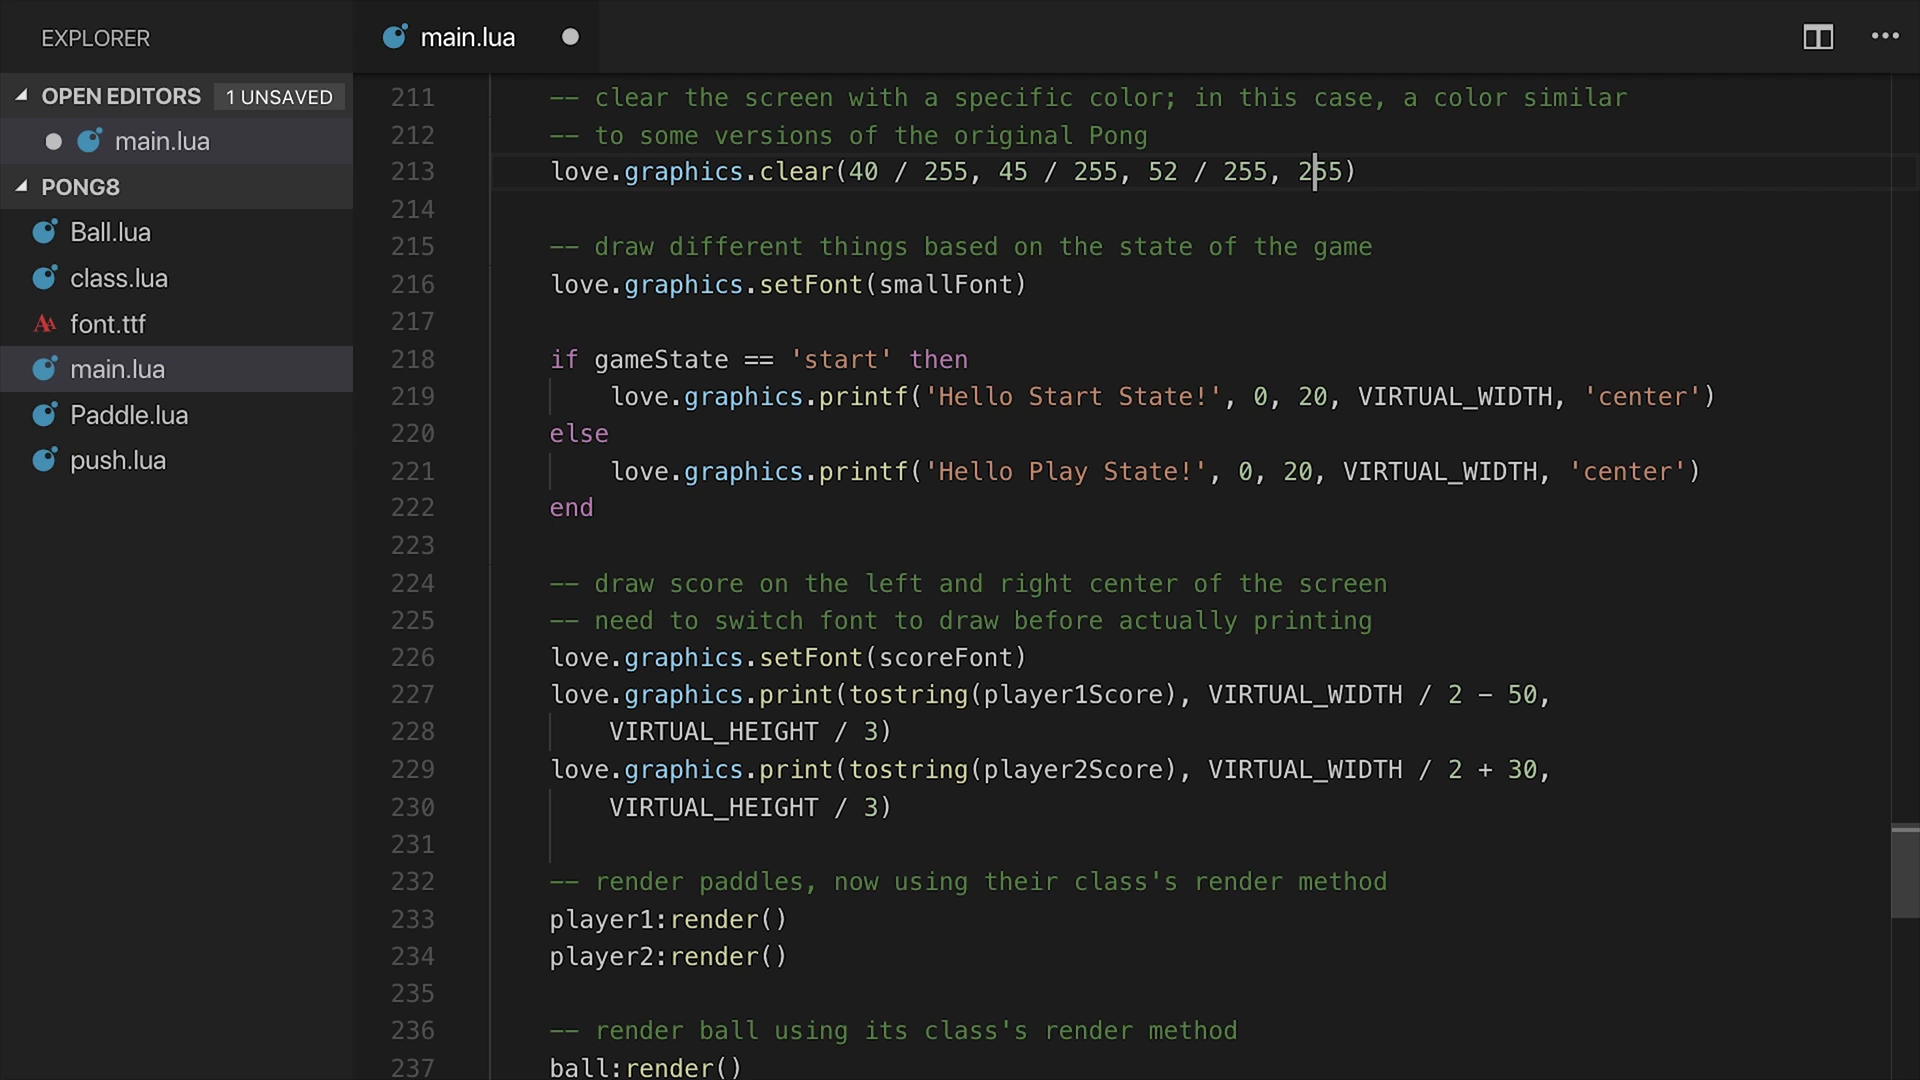 EXPLORER
OPEN EDITORS 1 UNSAVED
main.lua
PONG8
Ball.lua
class.lua
font.ttf
main.lua
Paddle.lua
push.lua
main.lua
211 -- clear the screen with a specific color; in this case, a color similar
212 -- to some versions of the original Pong
213 love.graphics.clear(40 / 255, 45 / 255, 52 / 255, 255)
214
215 -- draw different things based on the state of the game
216 love.graphics.setFont(smallFont)
217
218 if gameState == 'start' then
219 love.graphics.printf('Hello Start State!', 0, 20, VIRTUAL_WIDTH, 'center')
220 else
221 love.graphics.printf('Hello Play State!', 0, 20, VIRTUAL_WIDTH, 'center')
222 end
223
224 -- draw score on the left and right center of the screen
225 -- need to switch font to draw before actually printing
226 love.graphics.setFont(scoreFont)
227 love.graphics.print(tostring(player1Score), VIRTUAL_WIDTH / 2 - 50,
228 VIRTUAL_HEIGHT / 3)
229 love.graphics.print(tostring(player2Score), VIRTUAL_WIDTH / 2 + 30,
230 VIRTUAL_HEIGHT / 3)
231
232 -- render paddles, now using their class's render method
233 player1:render()
234 player2:render()
235
236 -- render ball using its class's render method
237 ball:render()